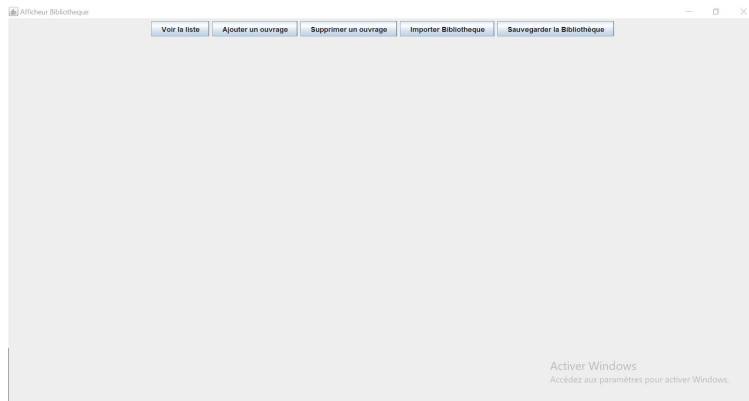 Afficheur Bibliotheque
Voir la liste Ajouter un ouvrage Supprimer un ouvrage Importer Bibliotheque Sauvegarder la Bibliothèque
Activer Windows
Accédez aux paramètres pour activer Windows.